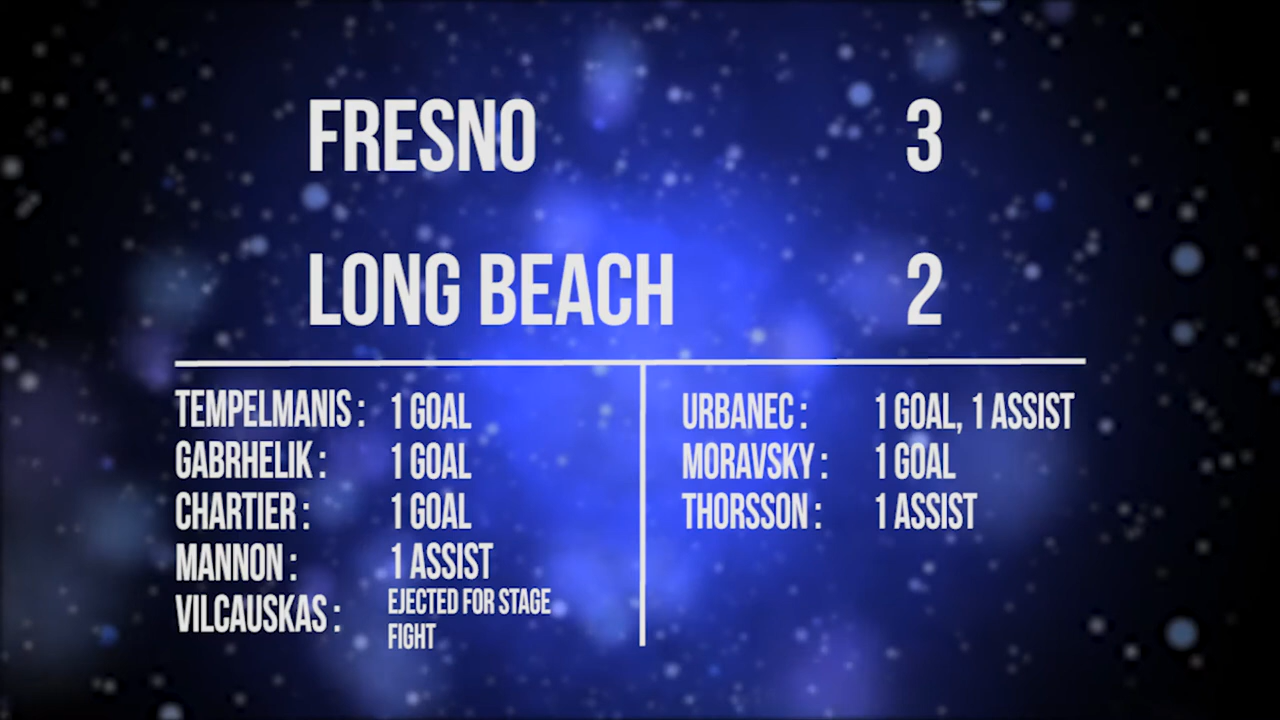 FRESNO 3
LONG BEACH 2
TEMPELMANIS : 1 GOAL
GABRHELIK : 1 GOAL
CHARTIER : 1 GOAL
MANNON : 1 ASSIST
VILCAUSKAS : EJECTED FOR STAGE
FIGHT
URBANEC : 1 GOAL, 1 ASSIST
MORAVSKY : 1 GOAL
THORSSON : 1 ASSIST